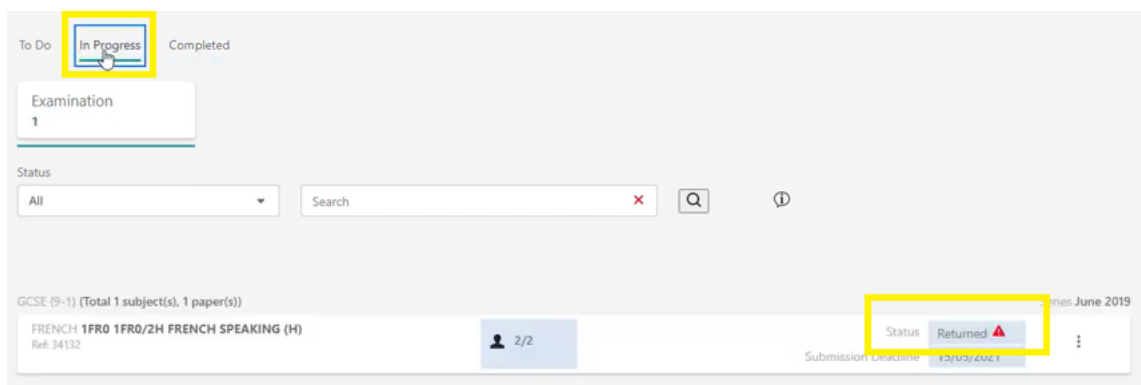 To Do In Progress Completed
Examination
1
Status
All Search
GCSE (9-1) (Total 1 subject(s), 1 paper(s)) Series June 2019
FRENCH 1FR0 1FR0/2H FRENCH SPEAKING (H) 2/2 Status Returned
Ref: 34132 Submission Deadline 15/05/2021